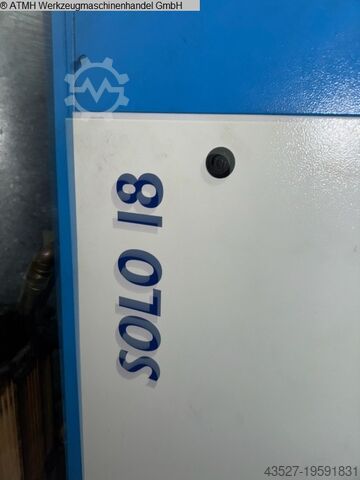 ® ATMH Werkzeugmaschinenhandel GmbH
SOLO 18
43527-19591831